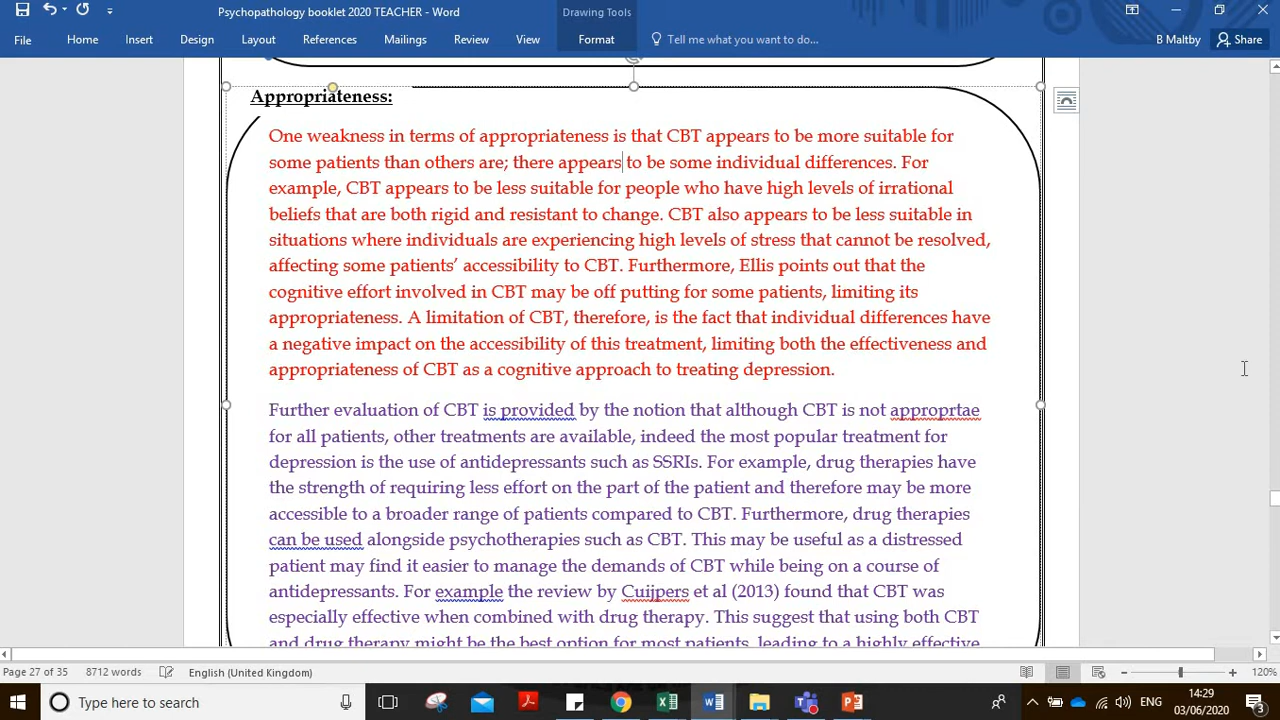 Psychopathology booklet 2020 TEACHER - Word
Drawing Tools
File Home Insert Design Layout References Mailings Review View Format Tell me what you want to do... B Maltby Share
Appropriateness:
One weakness in terms of appropriateness is that CBT appears to be more suitable for
some patients than others are; there appears to be some individual differences. For
example, CBT appears to be less suitable for people who have high levels of irrational
beliefs that are both rigid and resistant to change. CBT also appears to be less suitable in
situations where individuals are experiencing high levels of stress that cannot be resolved,
affecting some patients’ accessibility to CBT. Furthermore, Ellis points out that the
cognitive effort involved in CBT may be off putting for some patients, limiting its
appropriateness. A limitation of CBT, therefore, is the fact that individual differences have
a negative impact on the accessibility of this treatment, limiting both the effectiveness and
appropriateness of CBT as a cognitive approach to treating depression.
Further evaluation of CBT is provided by the notion that although CBT is not approprtae
for all patients, other treatments are available, indeed the most popular treatment for
depression is the use of antidepressants such as SSRIs. For example, drug therapies have
the strength of requiring less effort on the part of the patient and therefore may be more
accessible to a broader range of patients compared to CBT. Furthermore, drug therapies
can be used alongside psychotherapies such as CBT. This may be useful as a distressed
patient may find it easier to manage the demands of CBT while being on a course of
antidepressants. For example the review by Cuijpers et al (2013) found that CBT was
especially effective when combined with drug therapy. This suggest that using both CBT
and drug therapy might be the best option for most patients, leading to a highly effective
Page 27 of 35 8712 words English (United Kingdom) 120%
Type here to search ENG 14:29
03/06/2020 3